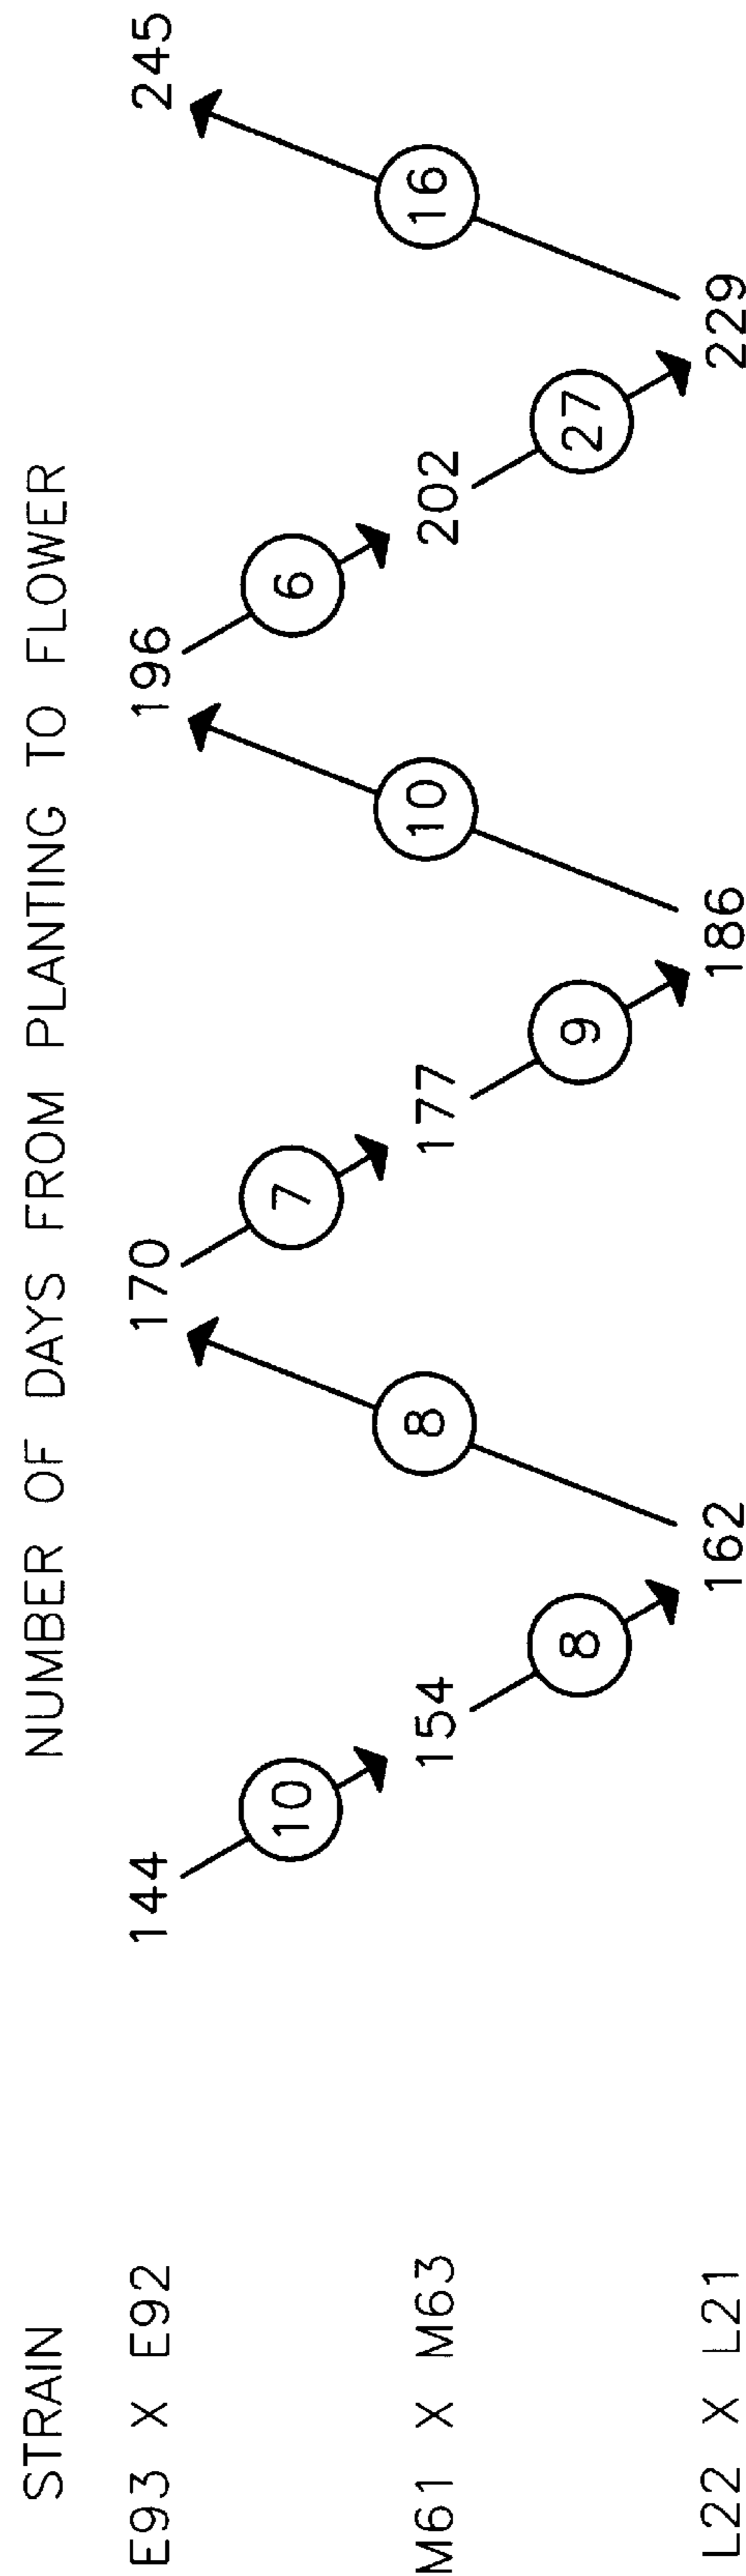 STRAIN NUMBER OF DAYS FROM PLANTING TO FLOWER
E93 X E92 144 170 196 245
10 7 6
8 10 16
M61 X M63 154 177 202
8 9 27
L22 X L21 162 186 229